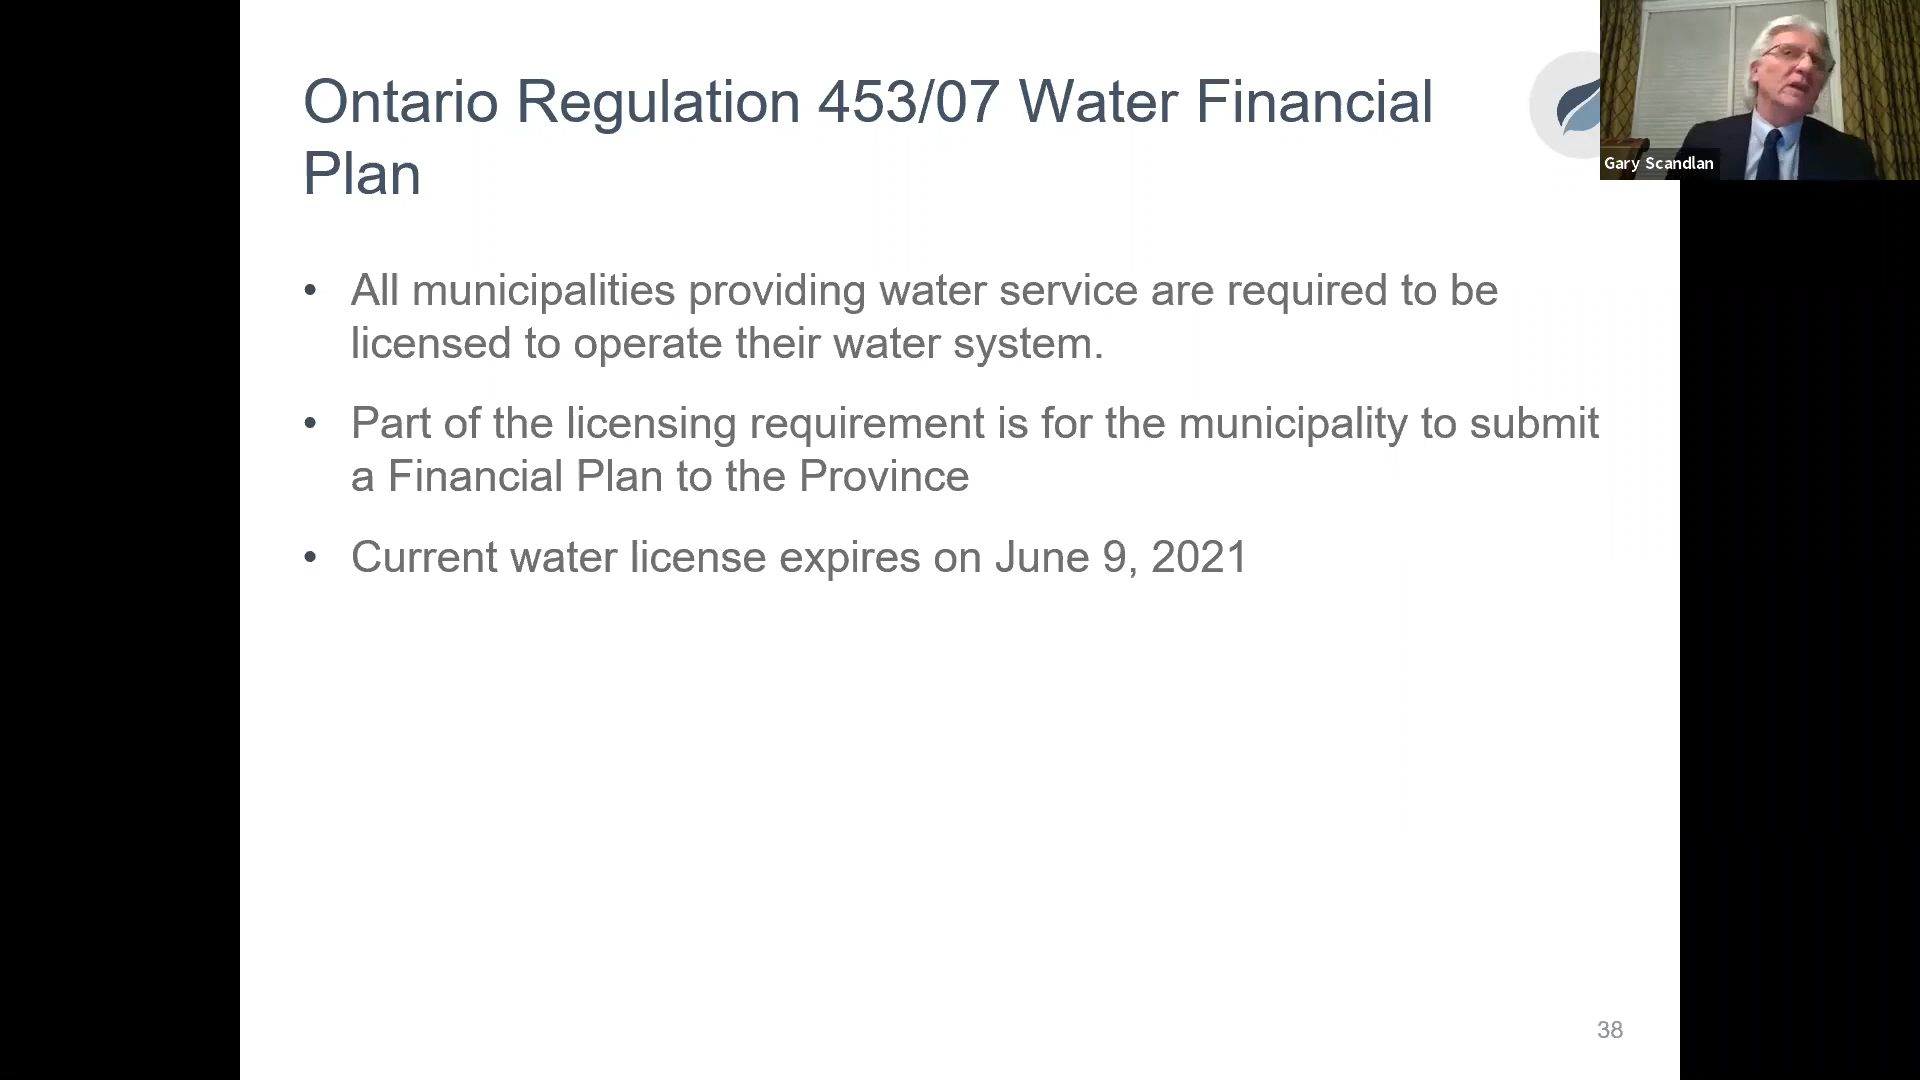 Ontario Regulation 453/07 Water Financial
Plan
• All municipalities providing water service are required to be
licensed to operate their water system.
• Part of the licensing requirement is for the municipality to submit
a Financial Plan to the Province
• Current water license expires on June 9, 2021
Gary Scandlan
38